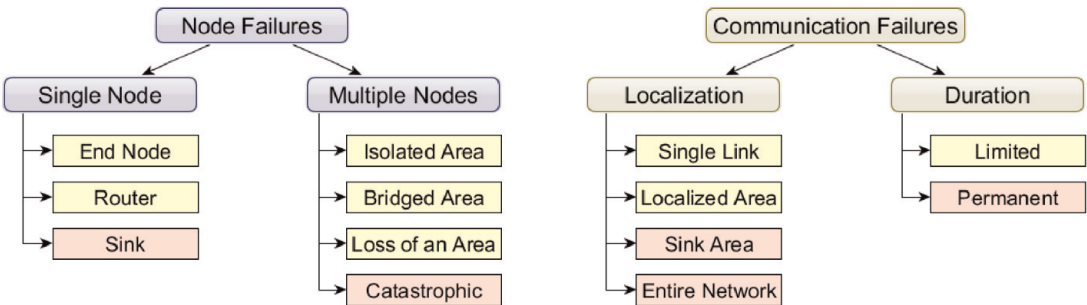 Node Failures
Single Node
End Node
Router
Sink
Multiple Nodes
Isolated Area
Bridged Area
Loss of an Area
Catastrophic
Communication Failures
Localization
Single Link
Localized Area
Sink Area
Entire Network
Duration
Limited
Permanent